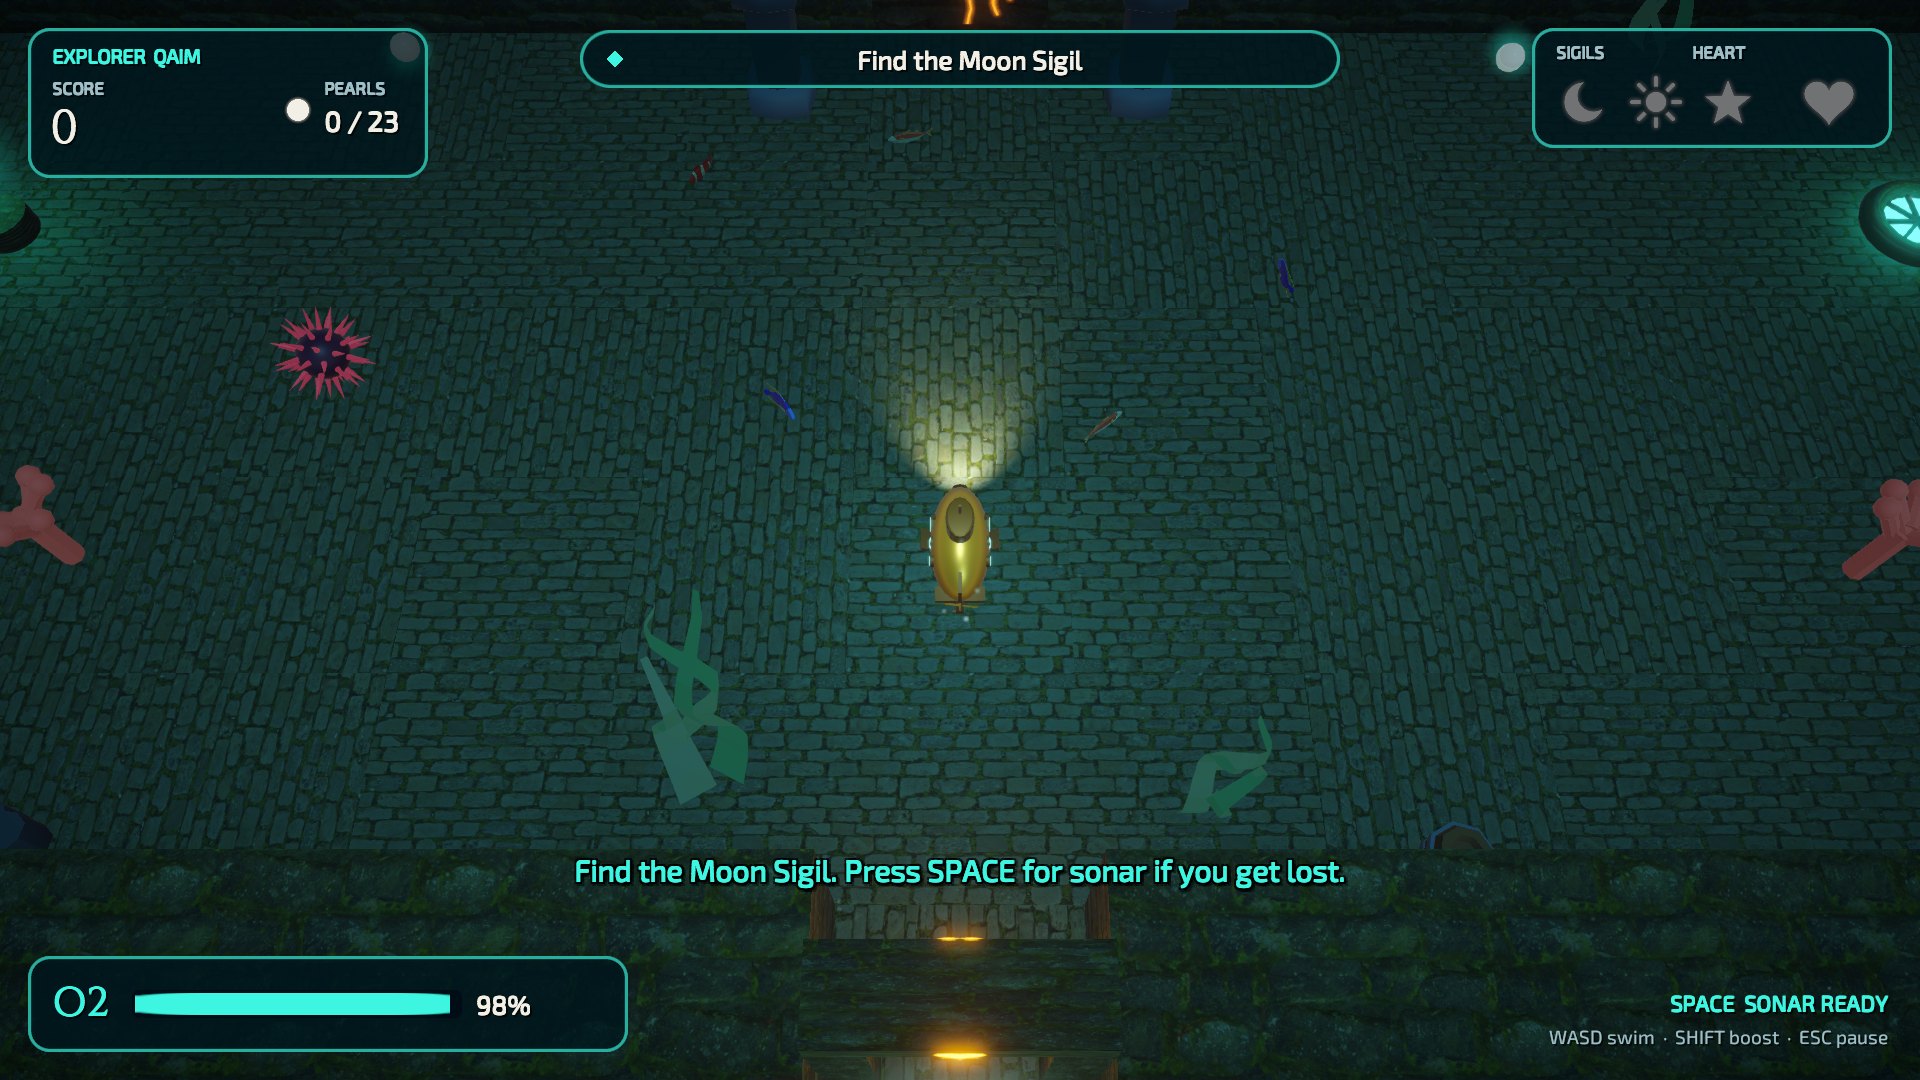 EXPLORER QAIM
SCORE
0
PEARLS
0 / 23
Find the Moon Sigil
SIGILS
HEART
Find the Moon Sigil. Press SPACE for sonar if you get lost.
O2
98%
SPACE SONAR READY
WASD swim · SHIFT boost · ESC pause